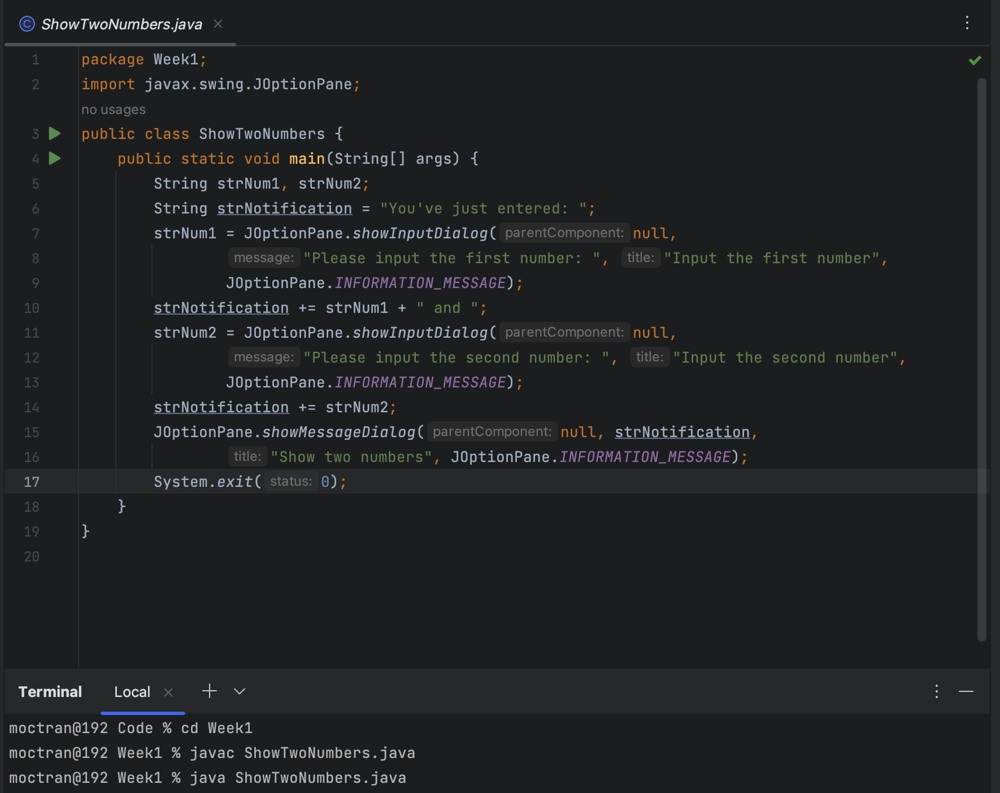 ShowTwoNumbers.java
1 package Week1;
2 import javax.swing.JOptionPane;
no usages
3 public class ShowTwoNumbers {
4 public static void main(String[] args) {
5 String strNum1, strNum2;
6 String strNotification = "You've just entered: ";
7 strNum1 = JOptionPane.showInputDialog( parentComponent: null,
8 message: "Please input the first number: ", title: "Input the first number",
9 JOptionPane.INFORMATION_MESSAGE);
10 strNotification += strNum1 + " and ";
11 strNum2 = JOptionPane.showInputDialog( parentComponent: null,
12 message: "Please input the second number: ", title: "Input the second number",
13 JOptionPane.INFORMATION_MESSAGE);
14 strNotification += strNum2;
15 JOptionPane.showMessageDialog( parentComponent: null, strNotification,
16 title: "Show two numbers", JOptionPane.INFORMATION_MESSAGE);
17 System.exit( status: 0);
18 }
19 }
20
Terminal Local
moctran@192 Code % cd Week1
moctran@192 Week1 % javac ShowTwoNumbers.java
moctran@192 Week1 % java ShowTwoNumbers.java